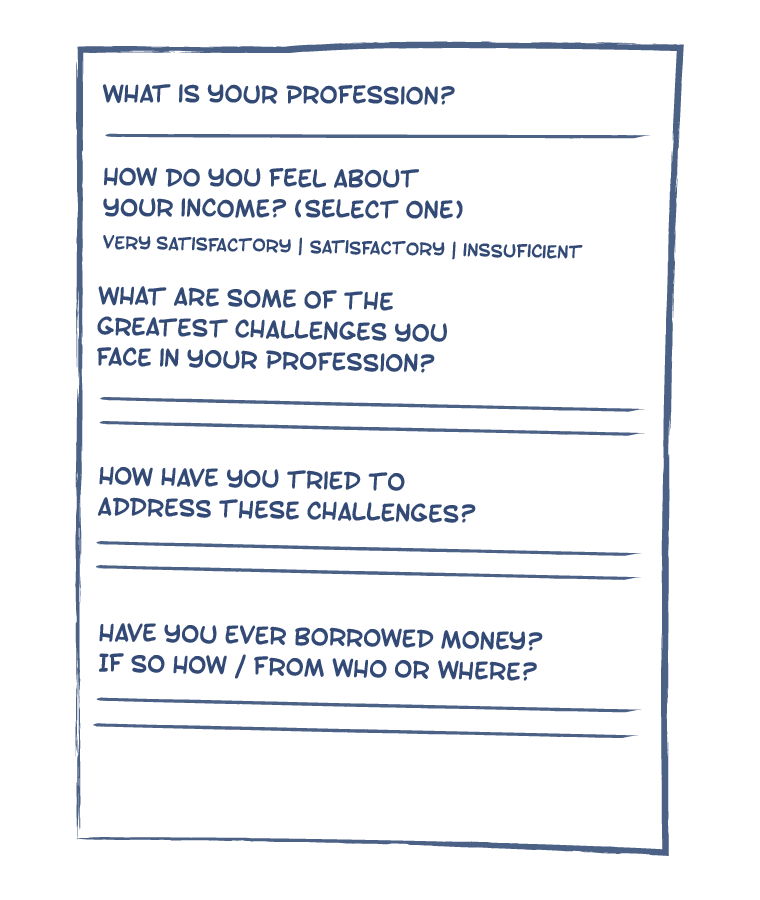 WHAT IS YOUR PROFESSION?
HOW DO YOU FEEL ABOUT
YOUR INCOME? (SELECT ONE)
VERY SATISFACTORY | SATISFACTORY | INSSUFICIENT
WHAT ARE SOME OF THE
GREATEST CHALLENGES YOU
FACE IN YOUR PROFESSION?
HOW HAVE YOU TRIED TO
ADDRESS THESE CHALLENGES?
HAVE YOU EVER BORROWED MONEY?
IF SO HOW / FROM WHO OR WHERE?